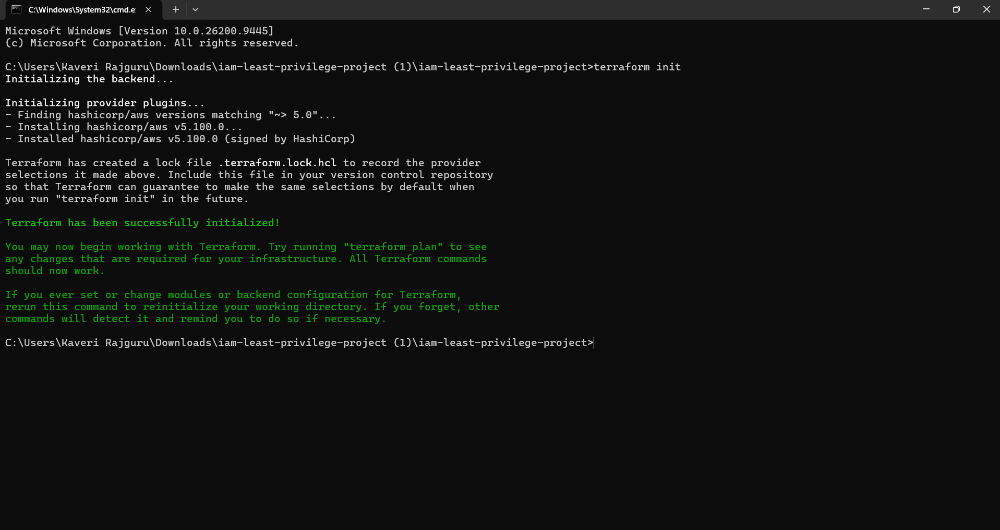 C:\Windows\System32\cmd.e
Microsoft Windows [Version 10.0.26200.9445]
(c) Microsoft Corporation. All rights reserved.
C:\Users\Kaveri Rajguru\Downloads\iam-least-privilege-project (1)\iam-least-privilege-project>terraform init
Initializing the backend...
Initializing provider plugins...
- Finding hashicorp/aws versions matching "~> 5.0"...
- Installing hashicorp/aws v5.100.0...
- Installed hashicorp/aws v5.100.0 (signed by HashiCorp)
Terraform has created a lock file .terraform.lock.hcl to record the provider
selections it made above. Include this file in your version control repository
so that Terraform can guarantee to make the same selections by default when
you run "terraform init" in the future.
Terraform has been successfully initialized!
You may now begin working with Terraform. Try running "terraform plan" to see
any changes that are required for your infrastructure. All Terraform commands
should now work.
If you ever set or change modules or backend configuration for Terraform,
rerun this command to reinitialize your working directory. If you forget, other
commands will detect it and remind you to do so if necessary.
C:\Users\Kaveri Rajguru\Downloads\iam-least-privilege-project (1)\iam-least-privilege-project>